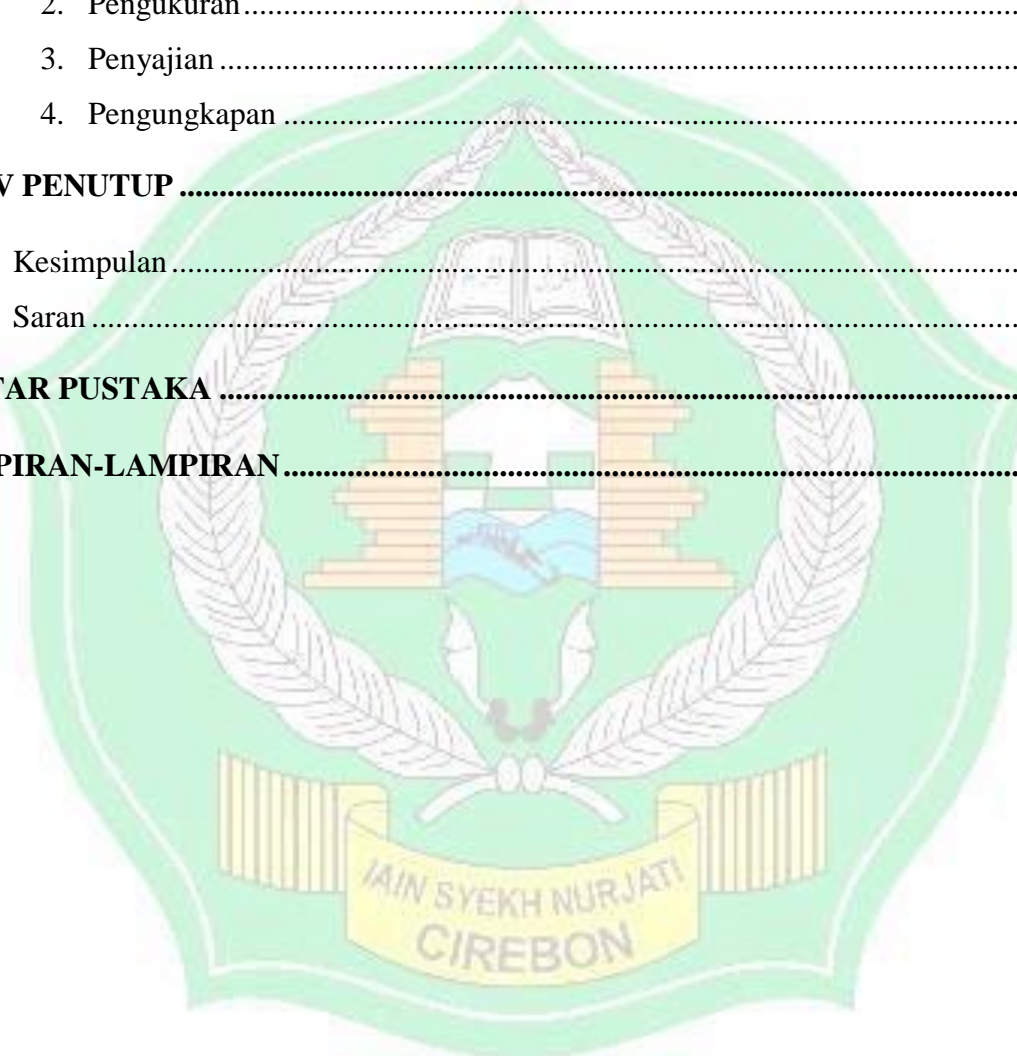 2. Pengukuran........................................................................................
3. Penyajian ...........................................................................................
4. Pengungkapan ...................................................................................
V PENUTUP ................................................................................................
Kesimpulan...............................................................................................
Saran .........................................................................................................
TAR PUSTAKA ...........................................................................................
PIRAN-LAMPIRAN....................................................................................
IAIN SYEKH NURJATI
CIREBON